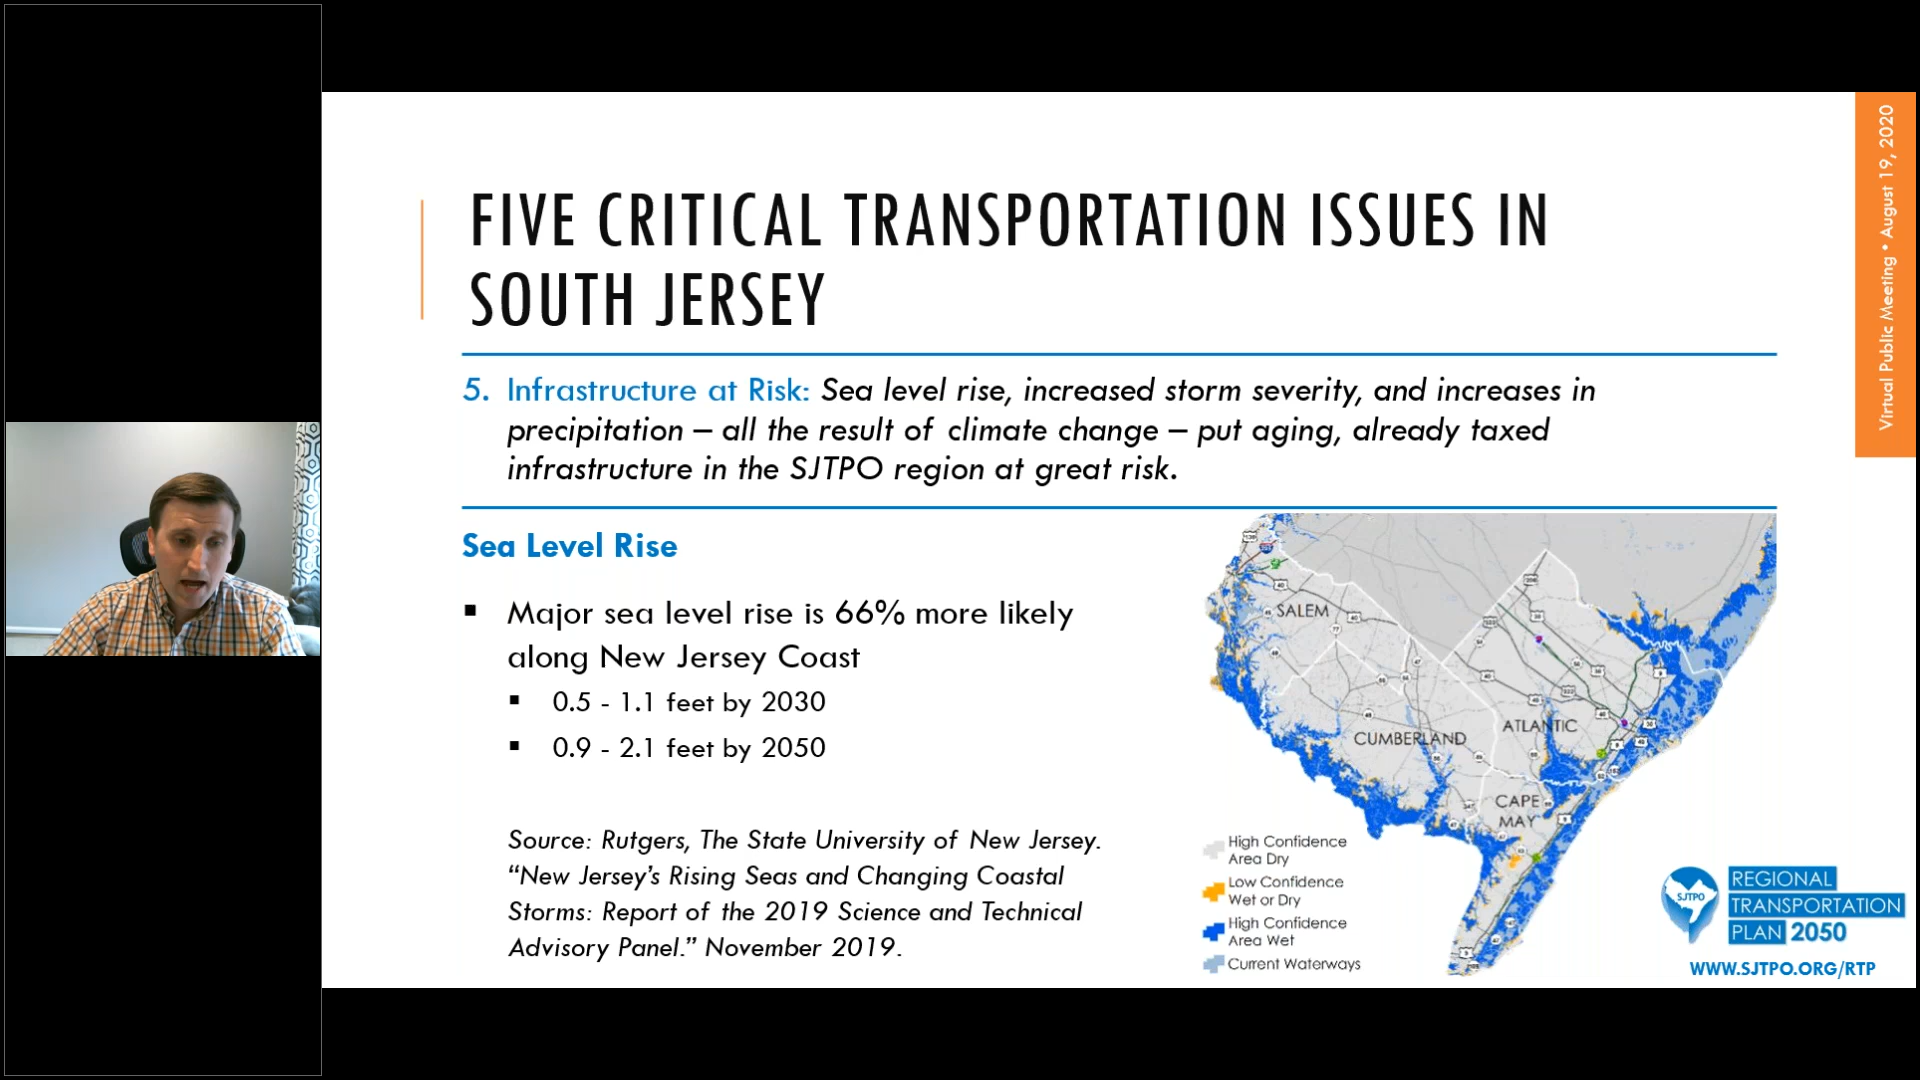 FIVE CRITICAL TRANSPORTATION ISSUES IN
SOUTH JERSEY
5. Infrastructure at Risk: Sea level rise, increased storm severity, and increases in
precipitation – all the result of climate change – put aging, already taxed
infrastructure in the SJTPO region at great risk.
Sea Level Rise
▪ Major sea level rise is 66% more likely
along New Jersey Coast
▪ 0.5 - 1.1 feet by 2030
▪ 0.9 - 2.1 feet by 2050
Source: Rutgers, The State University of New Jersey.
“New Jersey’s Rising Seas and Changing Coastal
Storms: Report of the 2019 Science and Technical
Advisory Panel.” November 2019.
SALEM
CUMBERLAND
ATLANTIC
CAPE
MAY
High Confidence
Area Dry
Low Confidence
Wet or Dry
High Confidence
Area Wet
Current Waterways
Virtual Public Meeting • August 19, 2020
SJTPO
REGIONAL
TRANSPORTATION
PLAN 2050
WWW.SJTPO.ORG/RTP